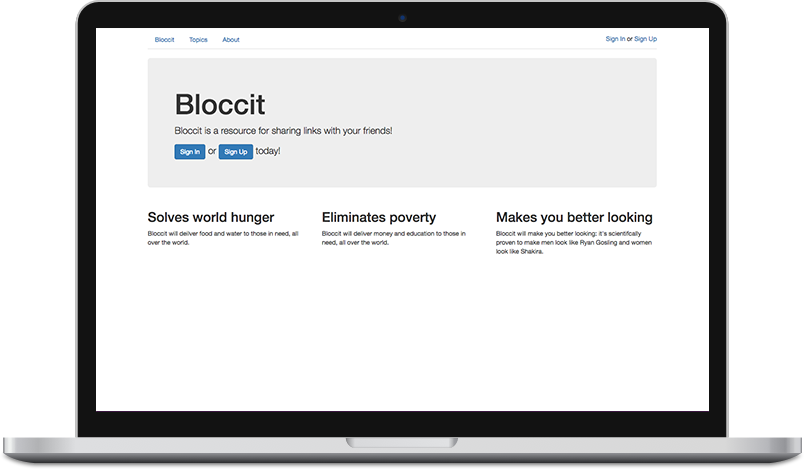 Bloccit Topics About Sign In or Sign Up
Bloccit
Bloccit is a resource for sharing links with your friends!
Sign In or Sign Up today!
Solves world hunger
Bloccit will deliver food and water to those in need, all
over the world.
Eliminates poverty
Bloccit will deliver money and education to those in
need, all over the world.
Makes you better looking
Bloccit will make you better looking: it's scientifcally
proven to make men look like Ryan Gosling and women
look like Shakira.